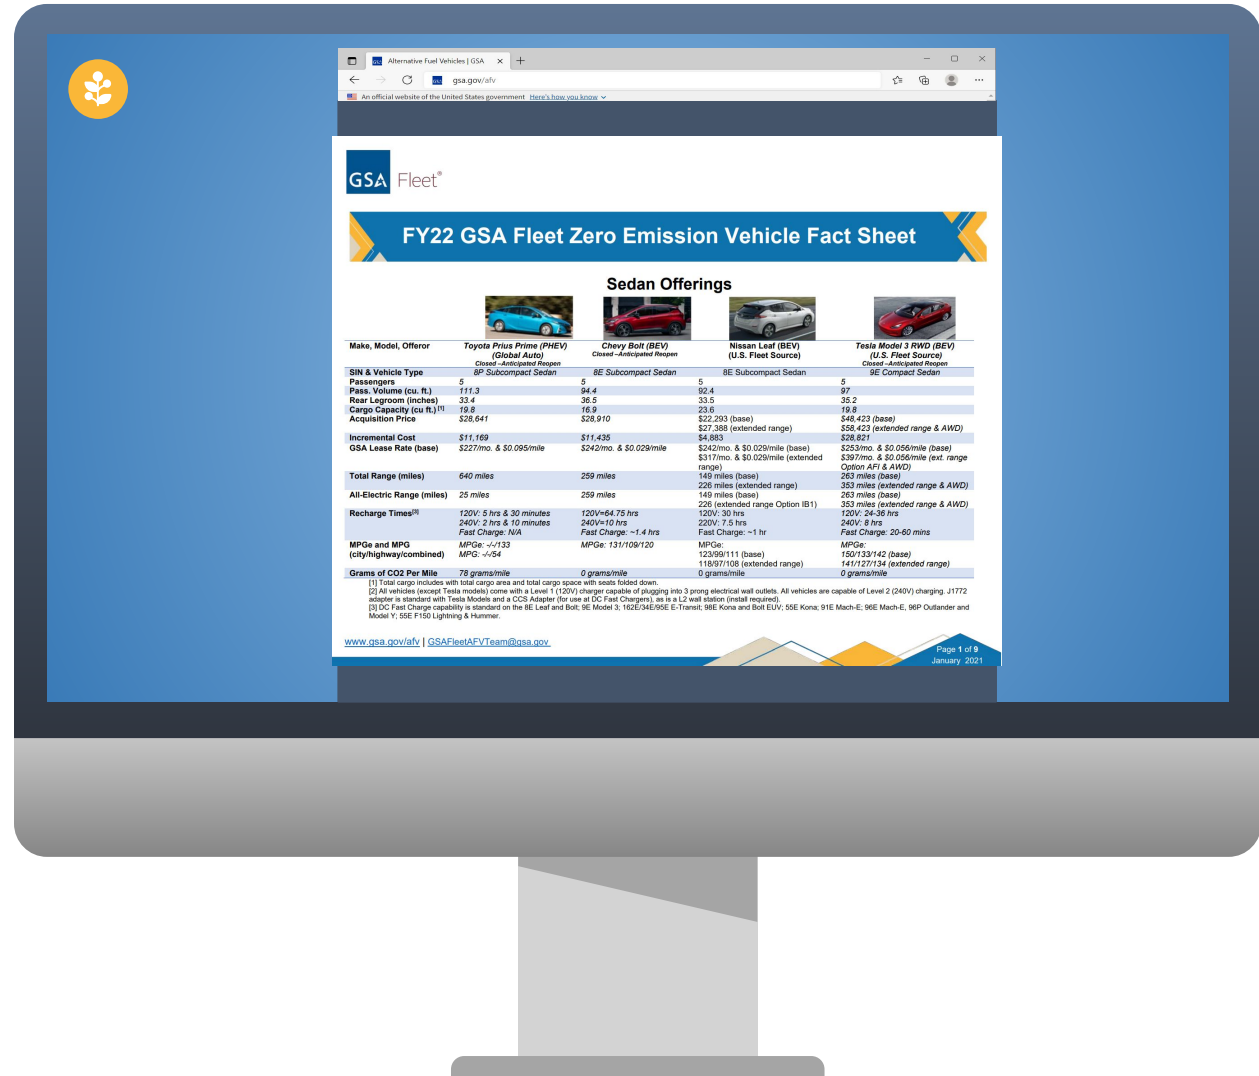 Alternative Fuel Vehicles | GSA
gsa.gov/afv
An official website of the United States government Here's how you know
GSA Fleet®
FY22 GSA Fleet Zero Emission Vehicle Fact Sheet
Sedan Offerings
Make, Model, Offeror Toyota Prius Prime (PHEV) Chevy Bolt (BEV) Nissan Leaf (BEV) Tesla Model 3 RWD (BEV)
(Global Auto) Closed –Anticipated Reopen (U.S. Fleet Source) (U.S. Fleet Source)
Closed –Anticipated Reopen Closed –Anticipated Reopen
SIN & Vehicle Type 8P Subcompact Sedan 8E Subcompact Sedan 8E Subcompact Sedan 9E Compact Sedan
Passengers 5 5 5 5
Pass. Volume (cu. ft.) 111.3 94.4 92.4 97
Rear Legroom (inches) 33.4 36.5 33.5 35.2
Cargo Capacity (cu ft.) [1] 19.8 16.9 23.6 19.8
Acquisition Price $28,641 $28,910 $22,293 (base) $48,423 (base)
$27,388 (extended range) $58,423 (extended range & AWD)
Incremental Cost $11,169 $11,435 $4,883 $28,821
GSA Lease Rate (base) $227/mo. & $0.095/mile $242/mo. & $0.029/mile $242/mo. & $0.029/mile (base) $253/mo. & $0.056/mile (base)
$317/mo. & $0.029/mile (extended $397/mo. & $0.056/mile (ext. range
range) Option AFI & AWD)
Total Range (miles) 640 miles 259 miles 149 miles (base) 263 miles (base)
226 miles (extended range) 353 miles (extended range & AWD)
All-Electric Range (miles) 25 miles 259 miles 149 miles (base) 263 miles (base)
226 (extended range Option IB1) 353 miles (extended range & AWD)
Recharge Times[3] 120V: 5 hrs & 30 minutes 120V=64.75 hrs 120V: 30 hrs 120V: 24-36 hrs
240V: 2 hrs & 10 minutes 240V=10 hrs 220V: 7.5 hrs 240V: 8 hrs
Fast Charge: N/A Fast Charge: ~1.4 hrs Fast Charge: ~1 hr Fast Charge: 20-60 mins
MPGe and MPG MPGe: -/-/133 MPGe: 131/109/120 MPGe: MPGe:
(city/highway/combined) MPG: -/-/54 123/99/111 (base) 150/133/142 (base)
118/97/108 (extended range) 141/127/134 (extended range)
Grams of CO2 Per Mile 78 grams/mile 0 grams/mile 0 grams/mile 0 grams/mile
[1] Total cargo includes with total cargo area and total cargo space with seats folded down.
[2] All vehicles (except Tesla models) come with a Level 1 (120V) charger capable of plugging into 3 prong electrical wall outlets. All vehicles are capable of Level 2 (240V) charging. J1772
adapter is standard with Tesla Models and a CCS Adapter (for use at DC Fast Chargers), as is a L2 wall station (install required).
[3] DC Fast Charge capability is standard on the 8E Leaf and Bolt; 9E Model 3; 162E/34E/95E E-Transit; 98E Kona and Bolt EUV; 55E Kona; 91E Mach-E; 96E Mach-E, 96P Outlander and
Model Y; 55E F150 Lightning & Hummer.
www.gsa.gov/afv | GSAFleetAFVTeam@gsa.gov
Page 1 of 9
January 2021